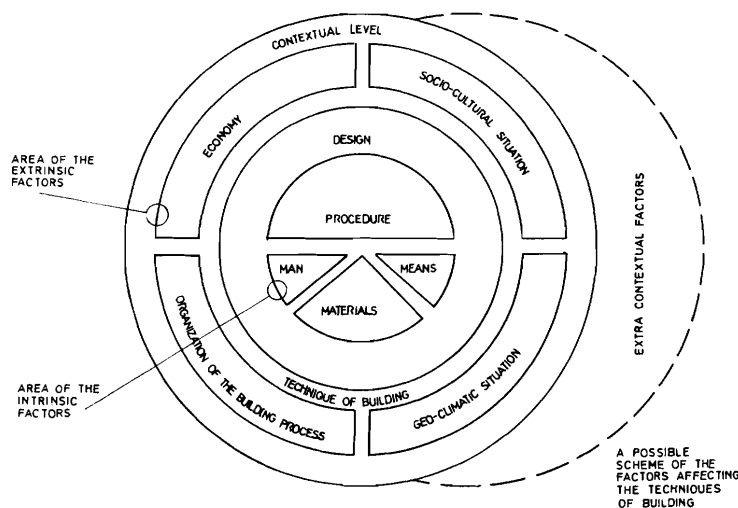 CONTEXTUAL LEVEL
ECONOMY
SOCIO-CULTURAL SITUATION
DESIGN
AREA OF THE
EXTRINSIC
FACTORS
PROCEDURE
MAN
MEANS
MATERIALS
EXTRA CONTEXTUAL FACTORS
ORGANIZATION OF THE BUILDING PROCESS
TECHNIQUE OF BUILDING
GEO-CLIMATIC SITUATION
AREA OF THE
INTRINSIC
FACTORS
A POSSIBLE
SCHEME OF THE
FACTORS AFFECTING
THE TECHNIQUES
OF BUILDING